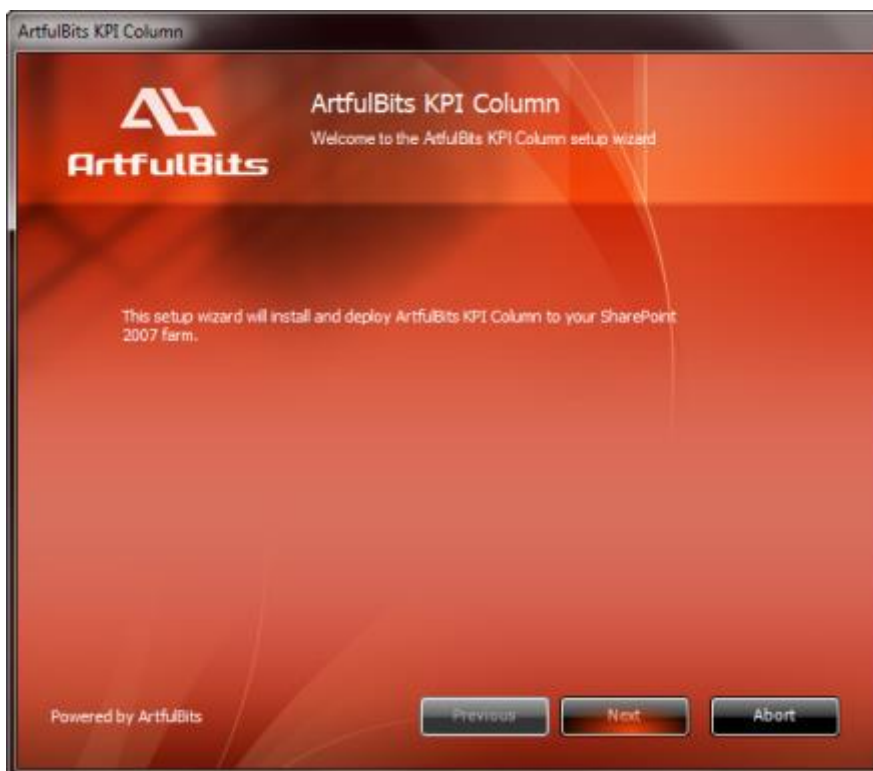 ArtfulBits KPI Column
ArtfulBits
ArtfulBits KPI Column
Welcome to the ArtfulBits KPI Column setup wizard
This setup wizard will install and deploy ArtfulBits KPI Column to your SharePoint
2007 farm.
Powered by ArtfulBits
Previous
Next
Abort